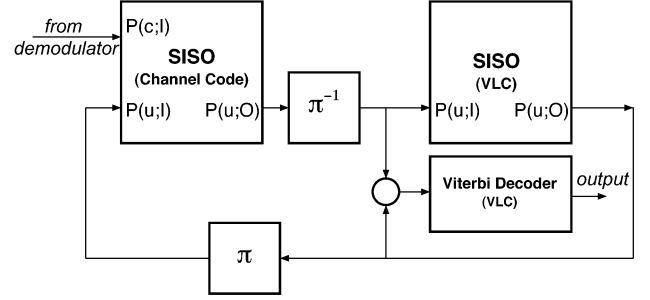 from
demodulator
P(c;I)
SISO
(Channel Code)
P(u;I) P(u;O)
π⁻¹
SISO
(VLC)
P(u;I) P(u;O)
Viterbi Decoder
(VLC)
output
π